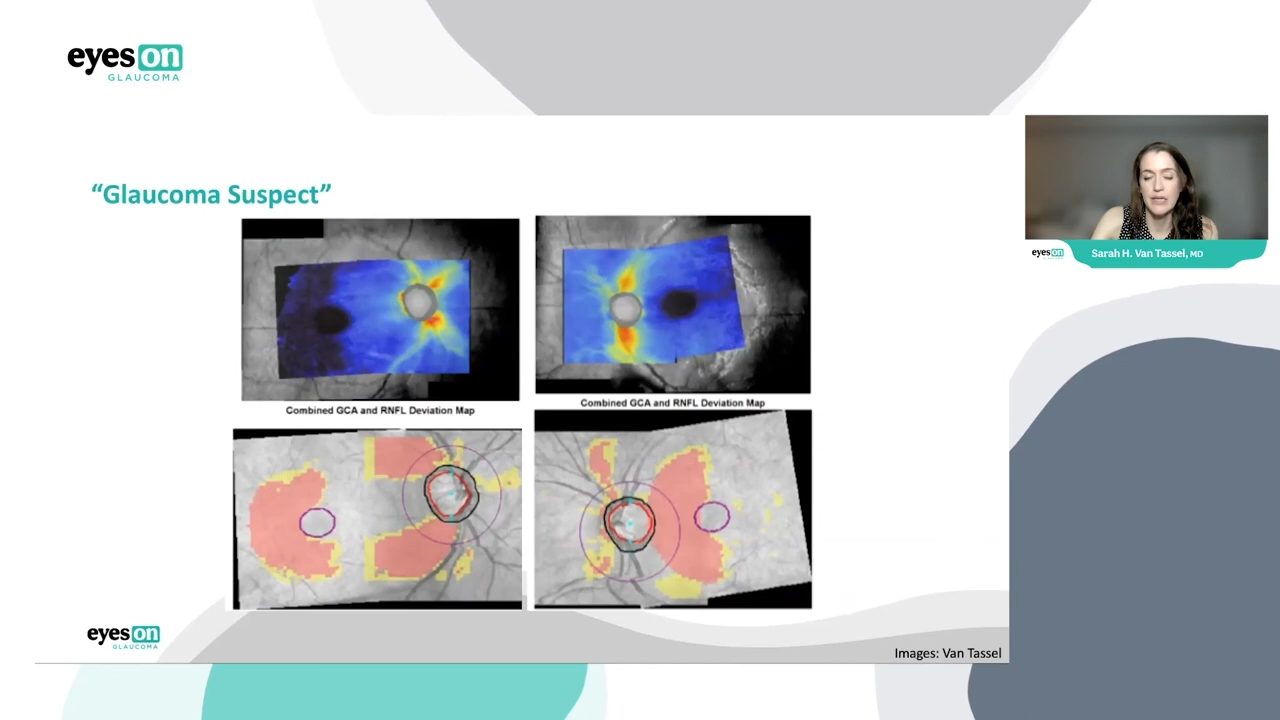 eyes on
GLAUCOMA
“Glaucoma Suspect”
Combined GCA and RNFL Deviation Map
Combined GCA and RNFL Deviation Map
eyes on
Sarah H. Van Tassel, MD
eyes on
GLAUCOMA
Images: Van Tassel